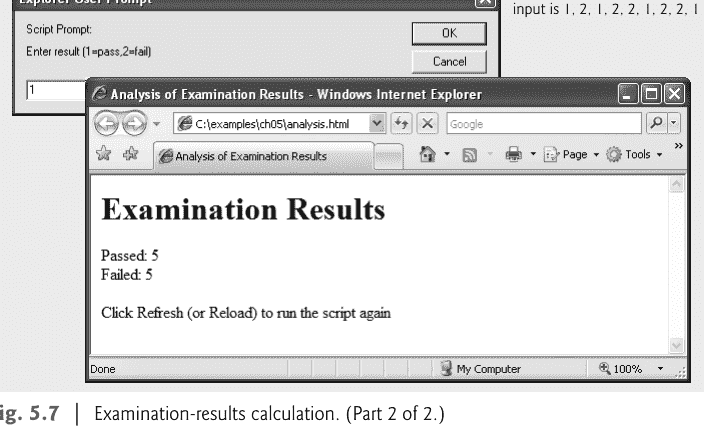 Explorer User Prompt
input is 1, 2, 1, 2, 2, 1, 2, 2, 1
Script Prompt:
OK
Enter result (1=pass,2=fail)
Cancel
1
Analysis of Examination Results - Windows Internet Explorer
C:\examples\ch05\analysis.html
Google
Analysis of Examination Results
Page
Tools
»
Examination Results
Passed: 5
Failed: 5
Click Refresh (or Reload) to run the script again
Done
My Computer
100%
ig. 5.7 | Examination-results calculation. (Part 2 of 2.)